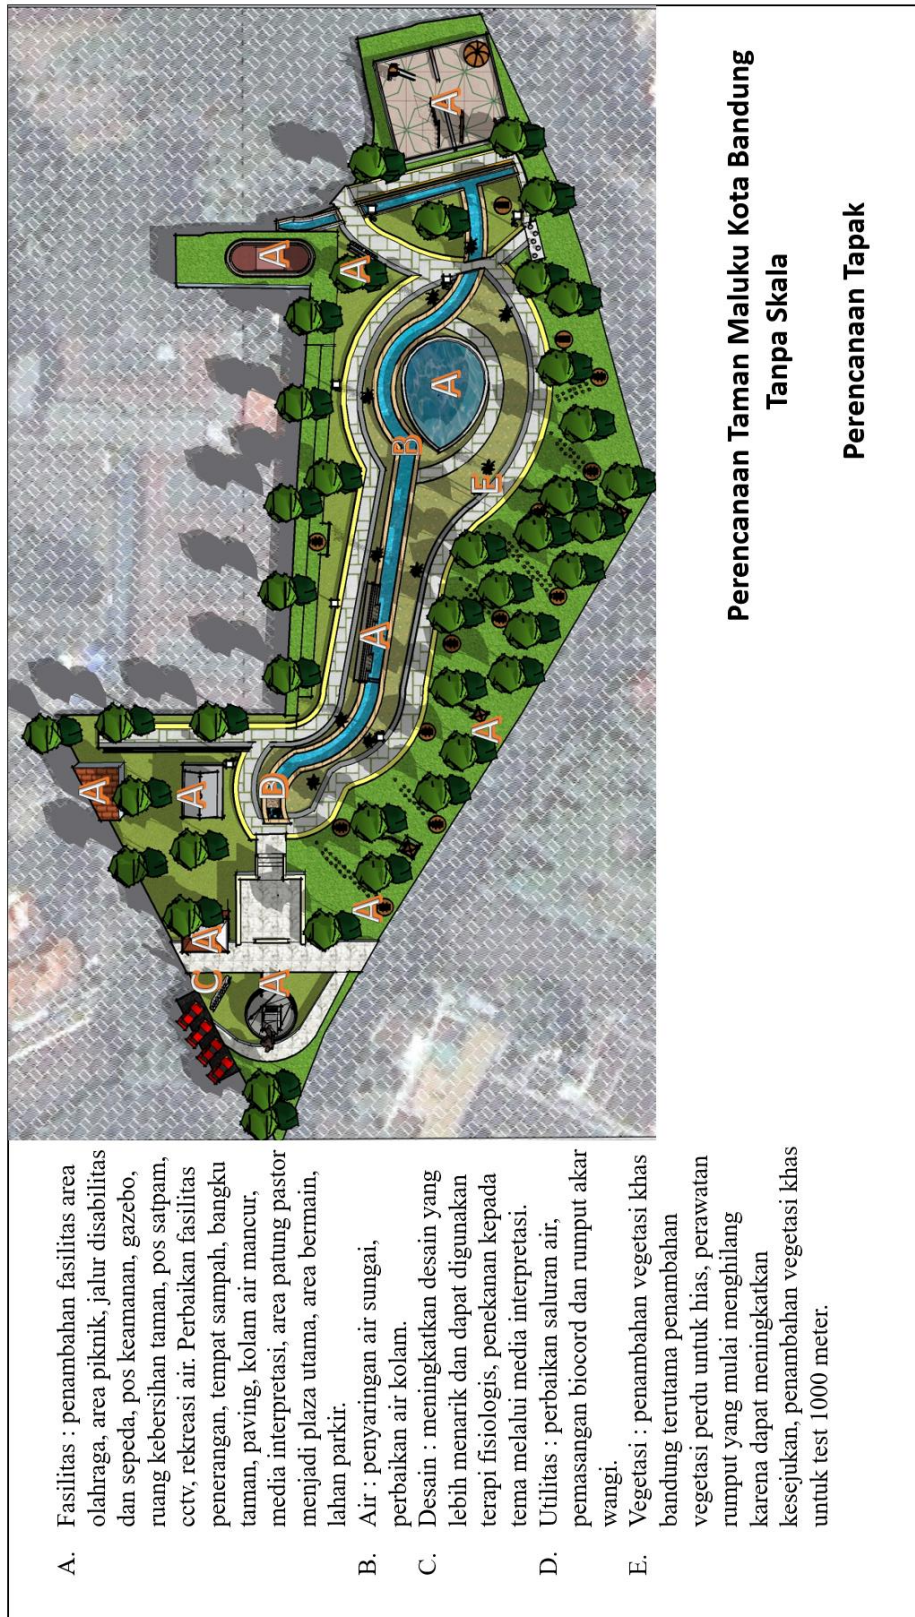 A. Fasilitas : penambahan fasilitas area
olahraga, area piknik, jalur disabilitas
dan sepeda, pos keamanan, gazebo,
ruang kebersihan taman, pos satpam,
cctv, rekreasi air. Perbaikan fasilitas
penerangan, tempat sampah, bangku
taman, paving, kolam air mancur,
media interpretasi, area patung pastor
menjadi plaza utama, area bermain,
lahan parkir.
B. Air : penyaringan air sungai,
perbaikan air kolam.
C. Desain : meningkatkan desain yang
lebih menarik dan dapat digunakan
terapi fisiologis, penekanan kepada
tema melalui media interpretasi.
D. Utilitas : perbaikan saluran air,
pemasangan biocord dan rumput akar
wangi.
E. Vegetasi : penambahan vegetasi khas
bandung terutama penambahan
vegetasi perdu untuk hias, perawatan
rumput yang mulai menghilang
karena dapat meningkatkan
kesejukan, penambahan vegetasi khas
untuk test 1000 meter.
C
A
A
A
A
A
D
A
A
E
B
A
A
A
A
Perencanaan Taman Maluku Kota Bandung
Tanpa Skala
Perencanaan Tapak